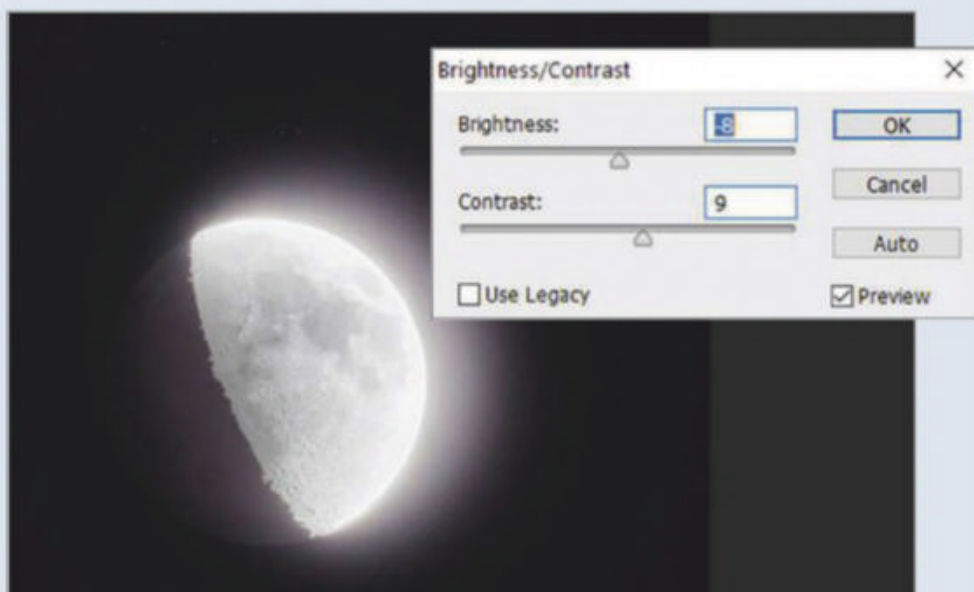 Brightness/Contrast
Brightness:
-8
OK
Cancel
Contrast:
9
Auto
Use Legacy
Preview